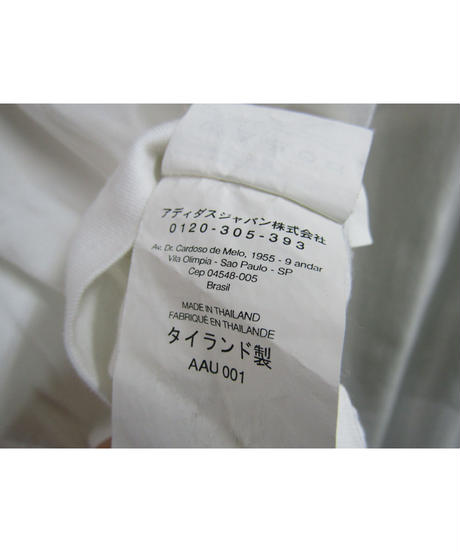 アディダスジャパン株式会社
0120-305-393
Av. Dr. Cardoso de Melo, 1955 - 9 andar
Vila Olimpia - Sao Paulo - SP
Cep 04548-005
Brasil
MADE IN THAILAND
FABRIQUÉ EN THAILANDE
タイランド製
AAU 001